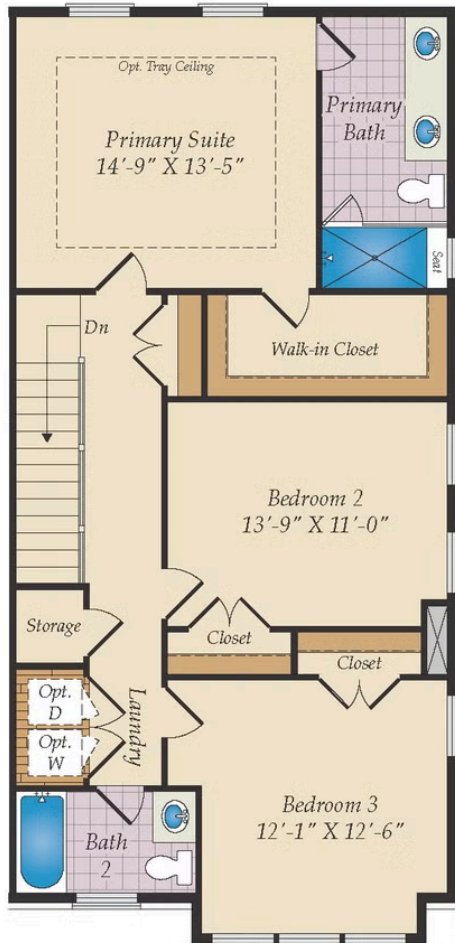 Opt. Tray Ceiling
Primary Suite
14'-9" X 13'-5"
Primary
Bath
Seat
Dn
Walk-in Closet
Bedroom 2
13'-9" X 11'-0"
Storage
Closet
Closet
Opt.
D
Opt.
W
Laundry
Bedroom 3
12'-1" X 12'-6"
Bath
2